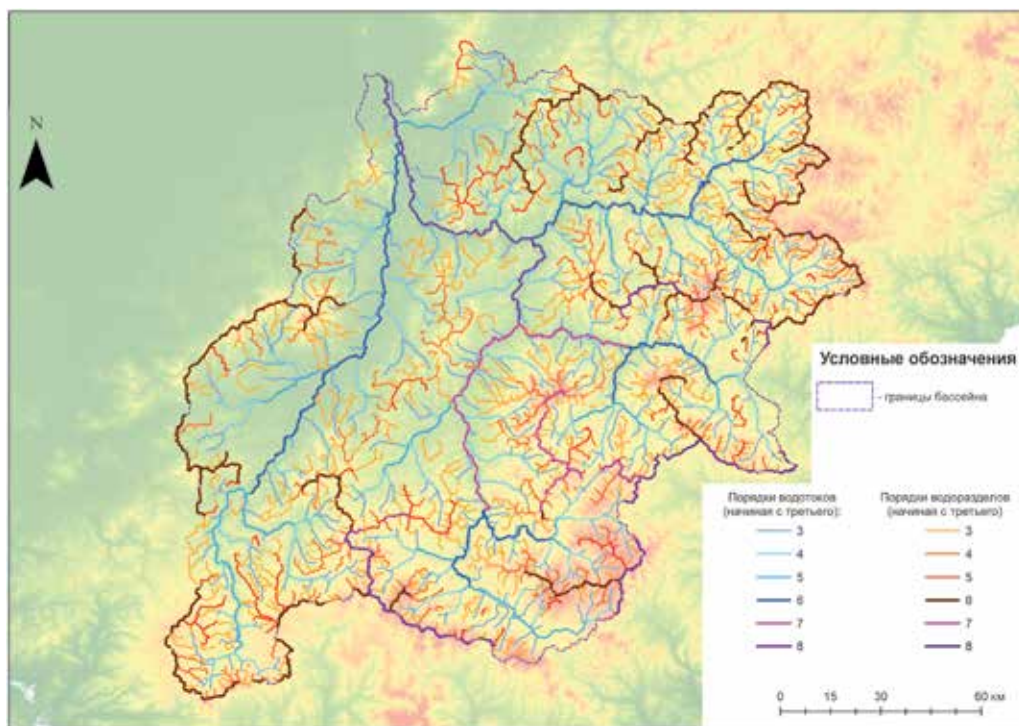 N
Условные обозначения
- границы бассейна
Порядки водотоков
(начиная с третьего):
3
4
5
6
7
8
Порядки водоразделов
(начиная с третьего)
3
4
5
6
7
8
0 15 30 60 км